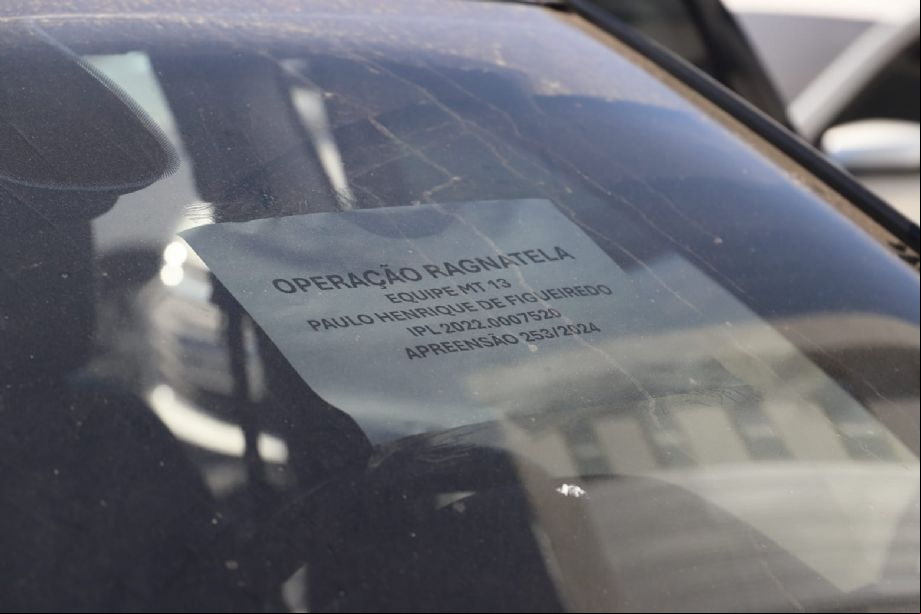 OPERAÇÃO RAGNATELA
EQUIPE MT 13
PAULO HENRIQUE DE FIGUEIREDO
IPL 2022.0007520
APREENSÃO 253/2024